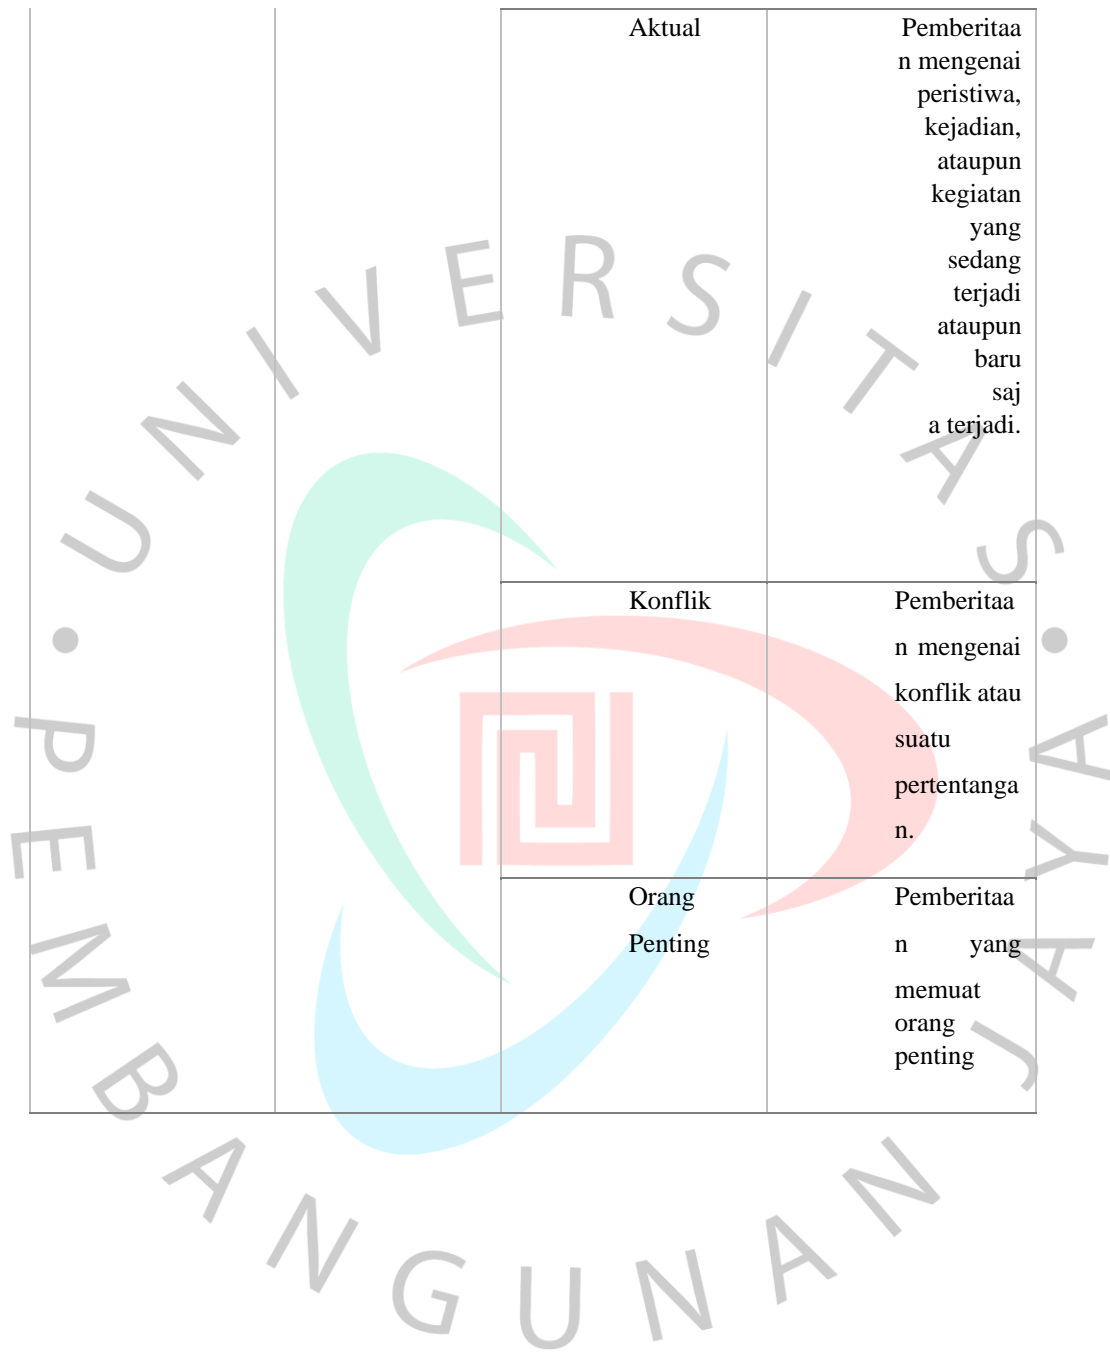 Aktual
Pemberitaa
n mengenai
peristiwa,
kejadian,
ataupun
kegiatan
yang
sedang
terjadi
ataupun
baru
saj
a terjadi.
Konflik
Pemberitaa
n mengenai
konflik atau
suatu
pertentanga
n.
Orang
Penting
Pemberitaa
n yang
memuat
orang
penting
UNIVERSITAS
PEMBANGUNAN JAYA